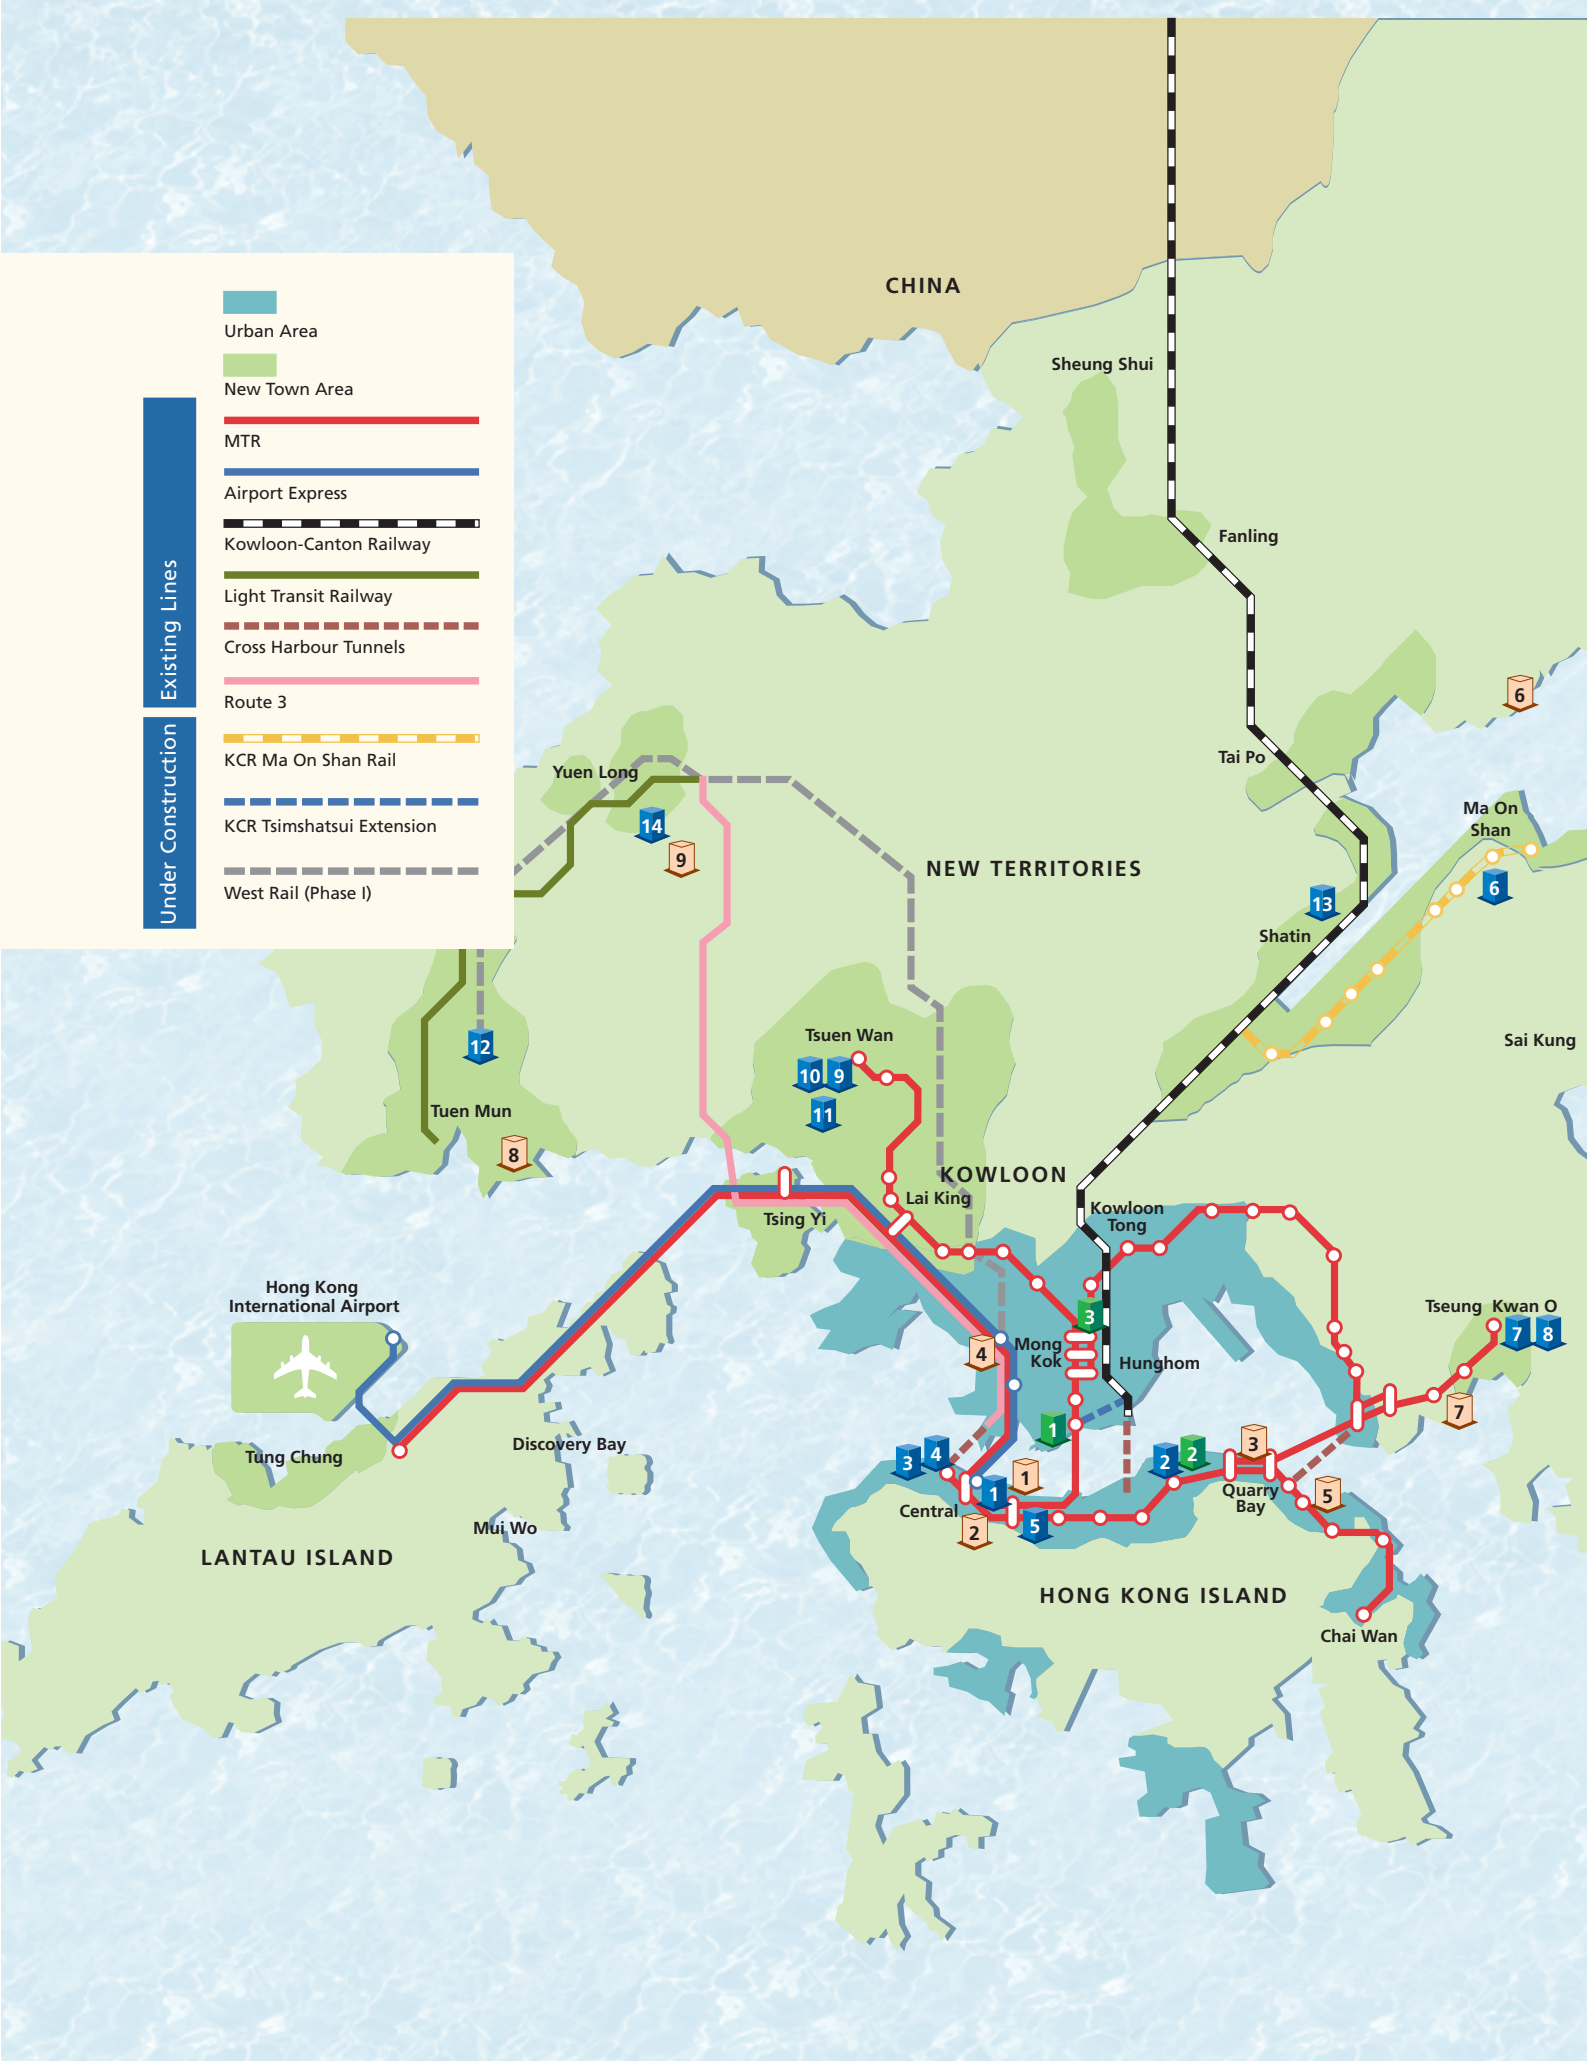 CHINA
Urban Area
New Town Area
Existing Lines
MTR
Airport Express
Kowloon-Canton Railway
Light Transit Railway
Cross Harbour Tunnels
Route 3
Under Construction
KCR Ma On Shan Rail
KCR Tsimshatsui Extension
West Rail (Phase I)
Sheung Shui
Fanling
6
Tai Po
Yuen Long
14
9
Ma On
Shan
NEW TERRITORIES
6
13
Shatin
Tsuen Wan
Sai Kung
12
10
9
11
Tuen Mun
8
KOWLOON
Lai King
Tsing Yi
Kowloon
Tong
Hong Kong
International Airport
3
Tseung Kwan O
7
8
4
Mong
Kok
Hunghom
7
1
Tung Chung
Discovery Bay
3
4
2
2
3
1
1
Quarry
Bay
5
Central
2
5
Mui Wo
LANTAU ISLAND
HONG KONG ISLAND
Chai Wan